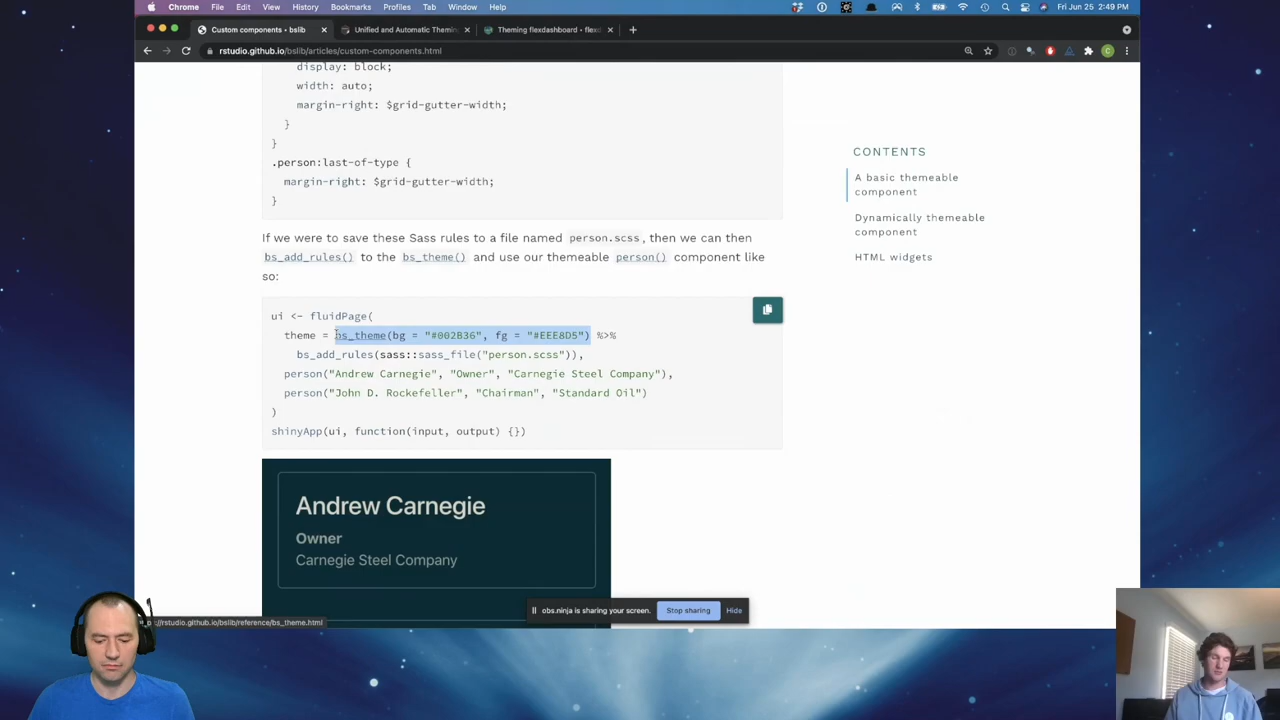 Chrome File Edit View History Bookmarks Profiles Tab Window Help
Fri Jun 25 2:49 PM
Custom components • bslib
Unified and Automatic Themin
Theming flexdashboard • flexd
rstudio.github.io/bslib/articles/custom-components.html
display: block;
width: auto;
margin-right: $grid-gutter-width;
}
}
.person:last-of-type {
margin-right: $grid-gutter-width;
}
If we were to save these Sass rules to a file named person.scss, then we can then
bs_add_rules() to the bs_theme() and use our themeable person() component like
so:
ui <- fluidPage(
theme = bs_theme(bg = "#002B36", fg = "#EEE8D5") %>%
bs_add_rules(sass::sass_file("person.scss")),
person("Andrew Carnegie", "Owner", "Carnegie Steel Company"),
person("John D. Rockefeller", "Chairman", "Standard Oil")
)
shinyApp(ui, function(input, output) {})
Andrew Carnegie
Owner
Carnegie Steel Company
CONTENTS
A basic themeable
component
Dynamically themeable
component
HTML widgets
obs.ninja is sharing your screen.
Stop sharing
Hide
://rstudio.github.io/bslib/reference/bs_theme.html